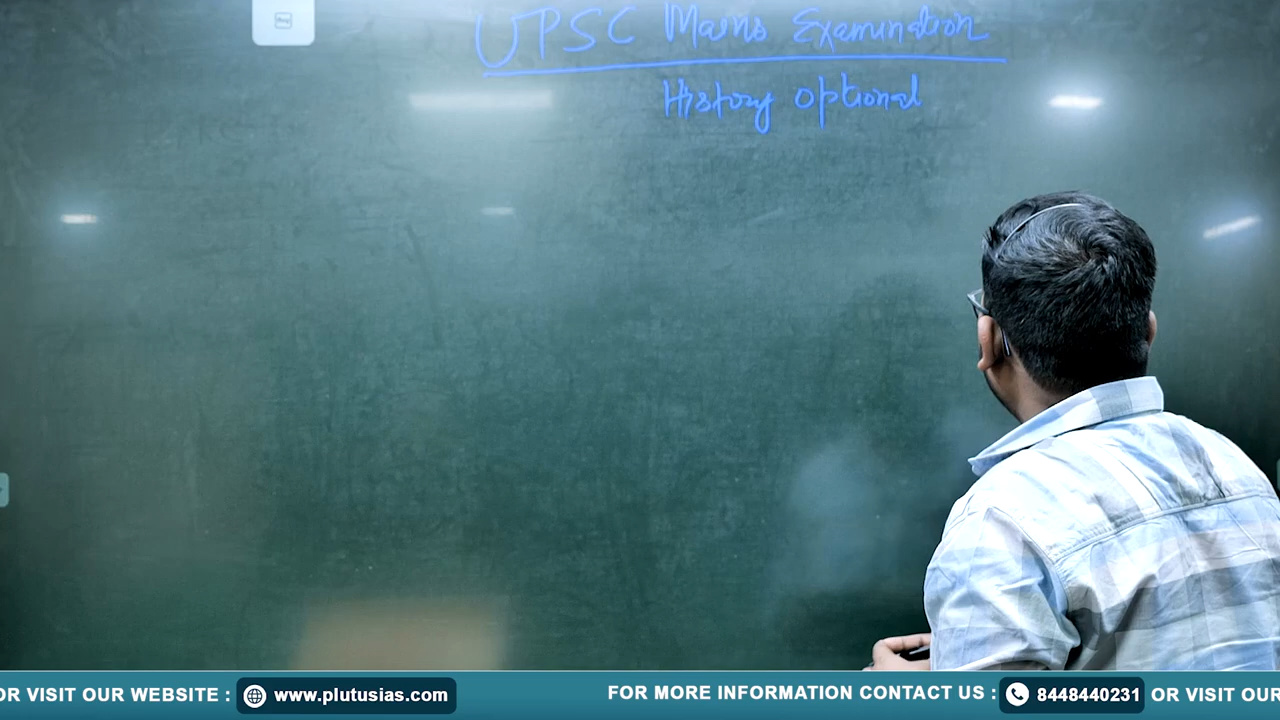 UPSC Mains Examination
History optional
OR VISIT OUR WEBSITE : www.plutusias.com FOR MORE INFORMATION CONTACT US : 8448440231 OR VISIT OUR